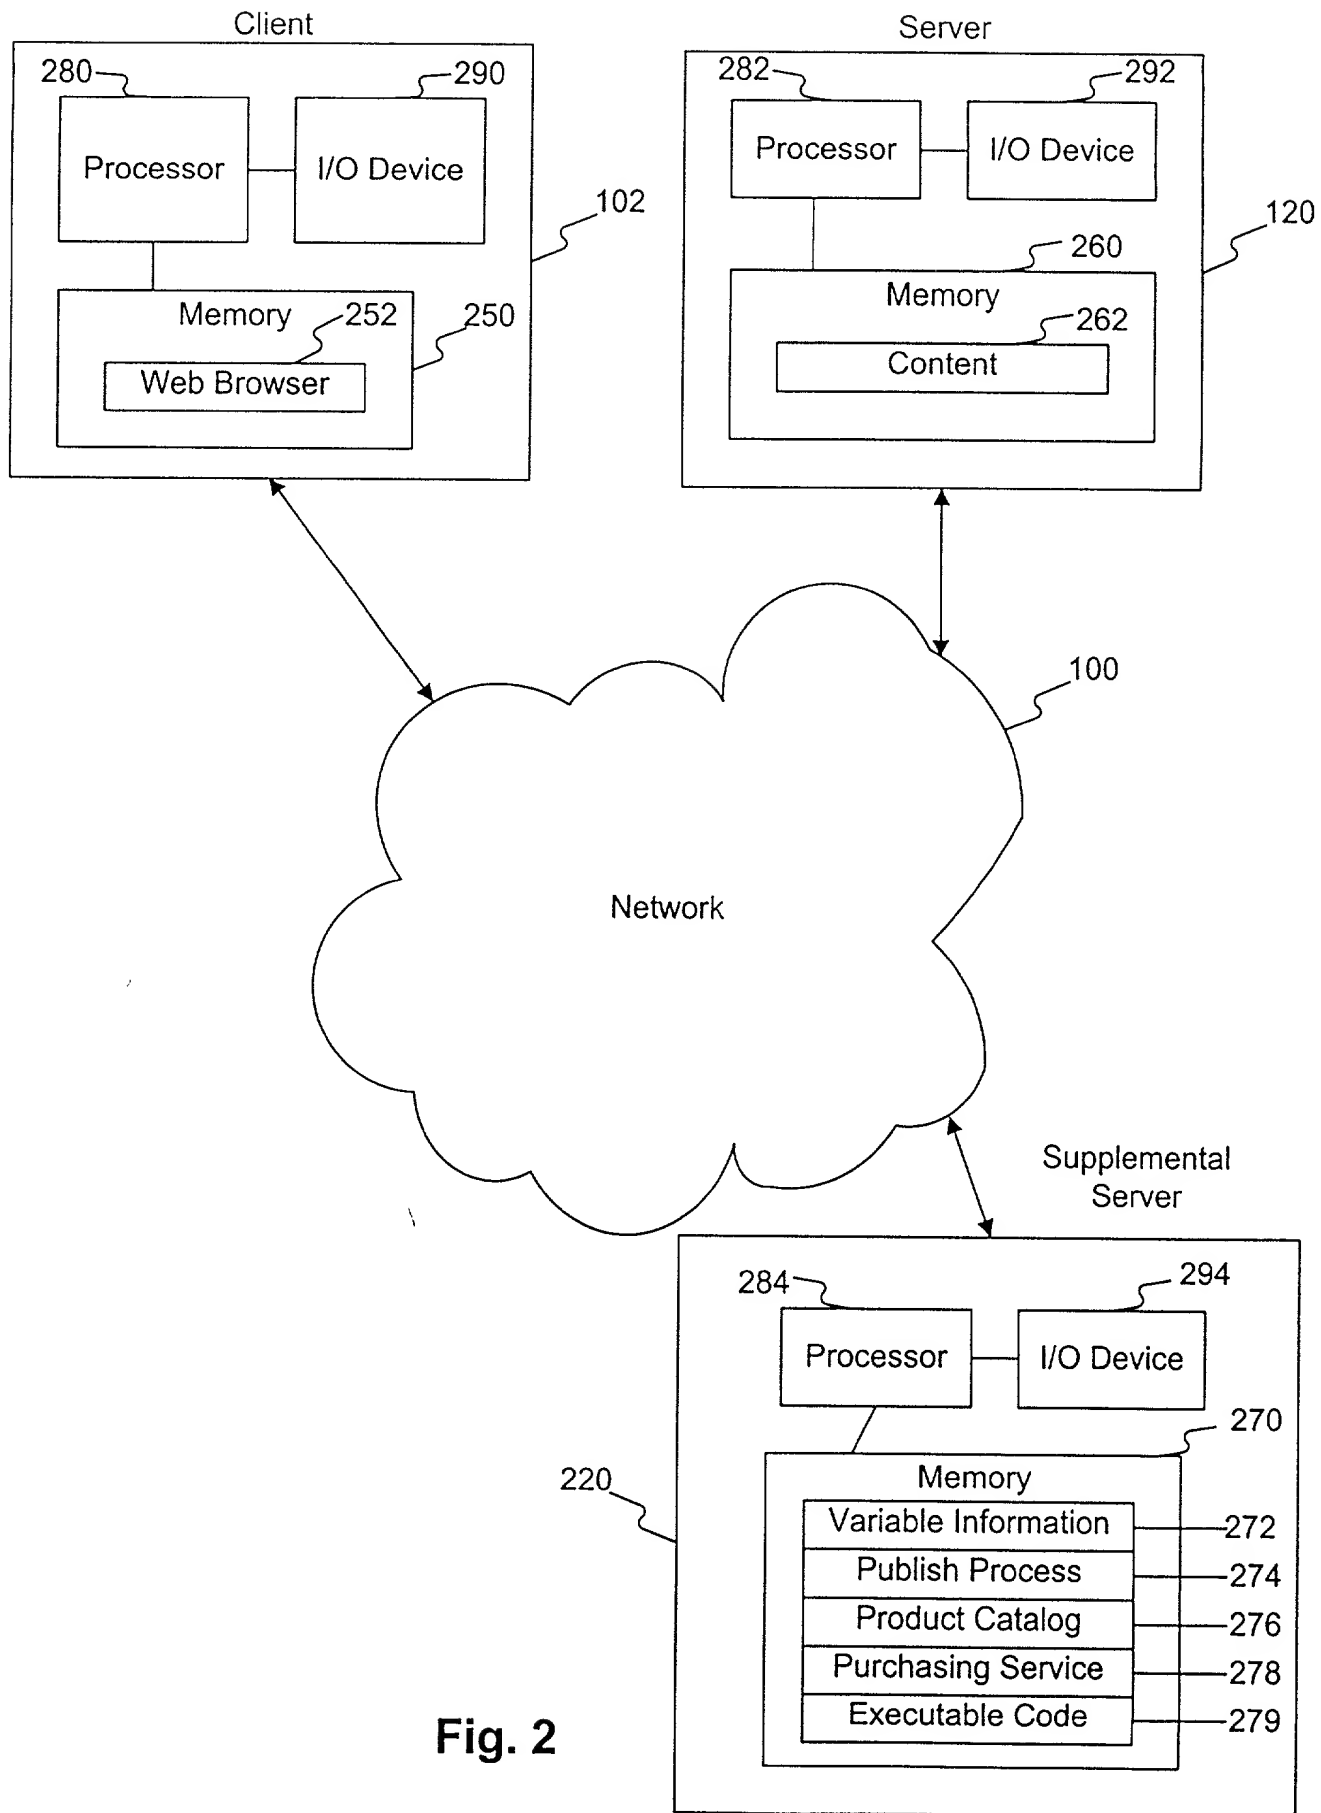 Client
280
290
Processor
I/O Device
102
Memory
252
250
Web Browser
Server
282
292
Processor
I/O Device
120
260
Memory
262
Content
100
Network
Supplemental
Server
284
294
Processor
I/O Device
270
220
Memory
Variable Information
272
Publish Process
274
Product Catalog
276
Purchasing Service
278
Executable Code
279
Fig. 2